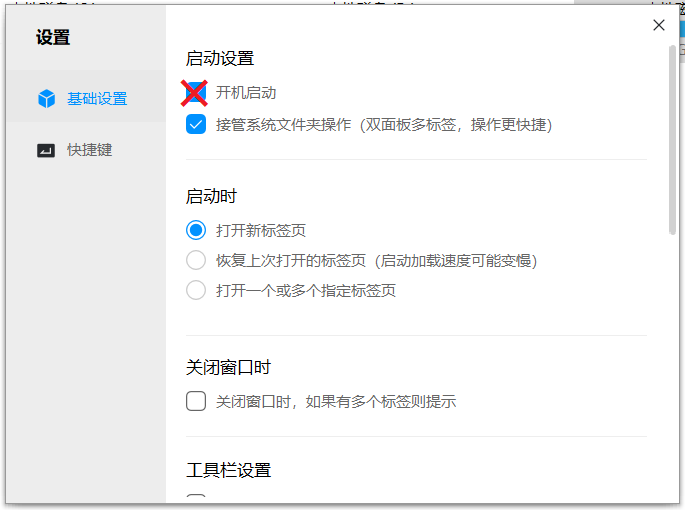 设置
基础设置
快捷键
启动设置
开机启动
接管系统文件夹操作（双面板多标签，操作更快捷）
启动时
打开新标签页
恢复上次打开的标签页（启动加载速度可能变慢）
打开一个或多个指定标签页
关闭窗口时
关闭窗口时，如果有多个标签则提示
工具栏设置